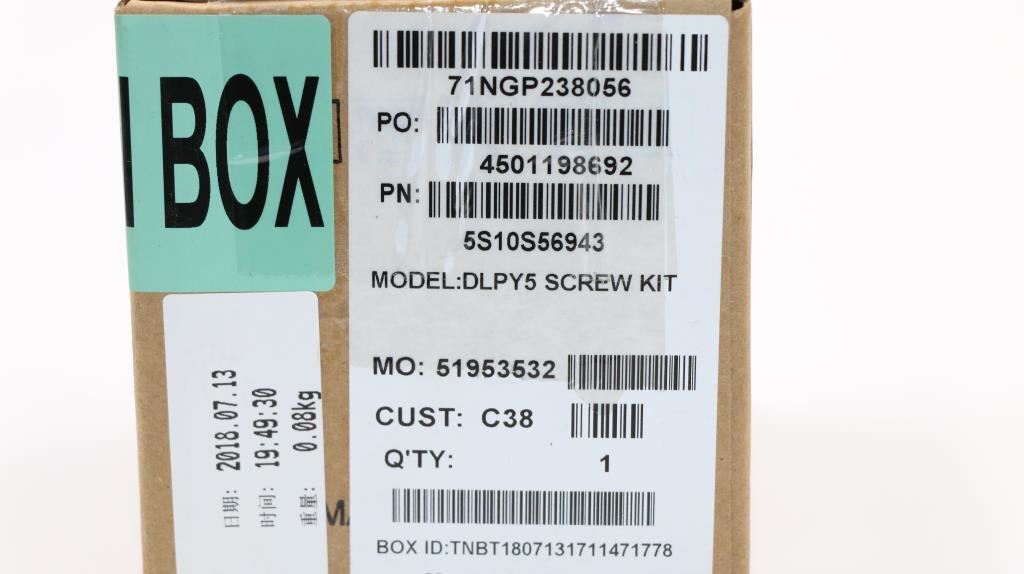 BOX
71NGP238056
PO:
4501198692
PN:
5S10S56943
MODEL:DLPY5 SCREW KIT
MO: 51953532
CUST: C38
Q'TY: 1
BOX ID:TNBT1807131711471778
日期: 2018.07.13
时间: 19:49:30
重量: 0.08kg